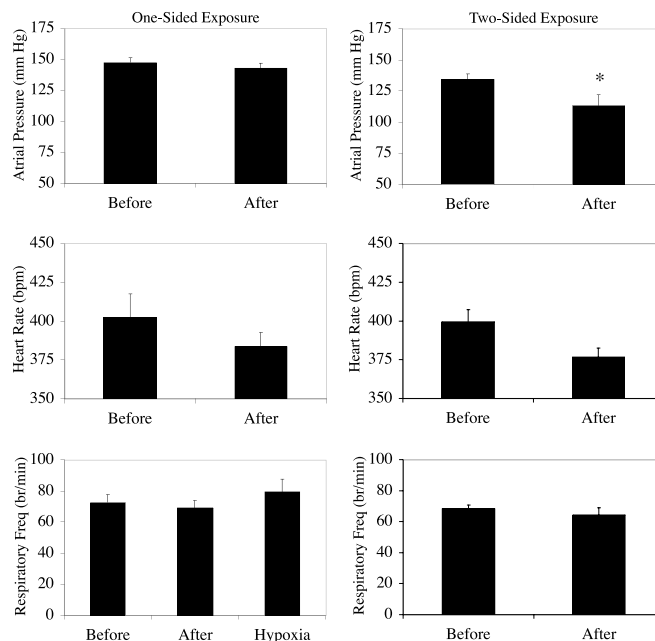 One-Sided Exposure
Two-Sided Exposure
Atrial Pressure (mm Hg)
175
150
125
100
75
50
Before
After
Atrial Pressure (mm Hg)
175
150
125
100
75
50
*
Before
After
Heart Rate (bpm)
450
425
400
375
350
Before
After
Heart Rate (bpm)
450
425
400
375
350
Before
After
Respiratory Freq (br/min)
100
80
60
40
20
0
Before
After
Hypoxia
Respiratory Freq (br/min)
100
80
60
40
20
0
Before
After